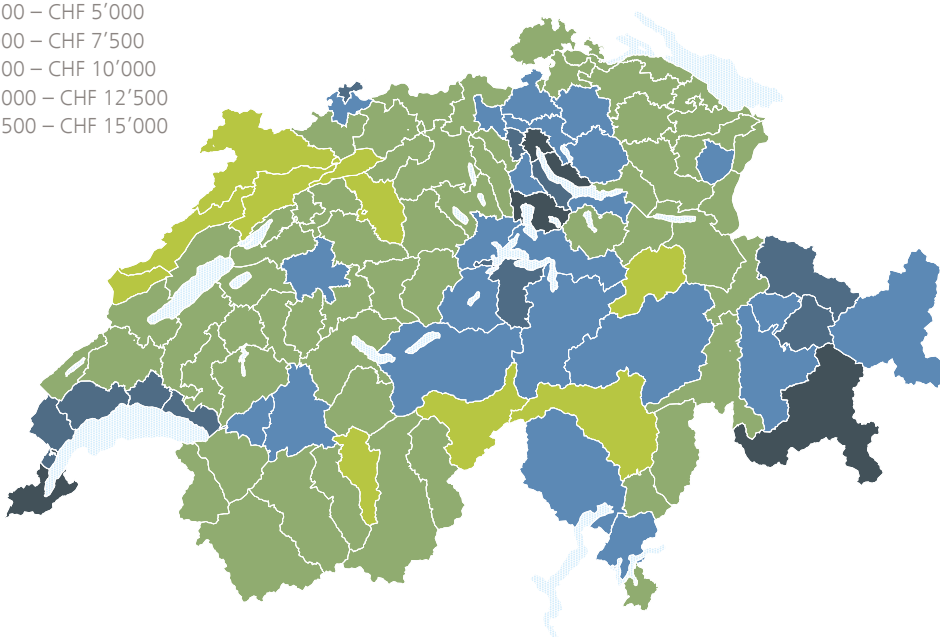 00 – CHF 5’000
00 – CHF 7’500
00 – CHF 10’000
000 – CHF 12’500
500 – CHF 15’000